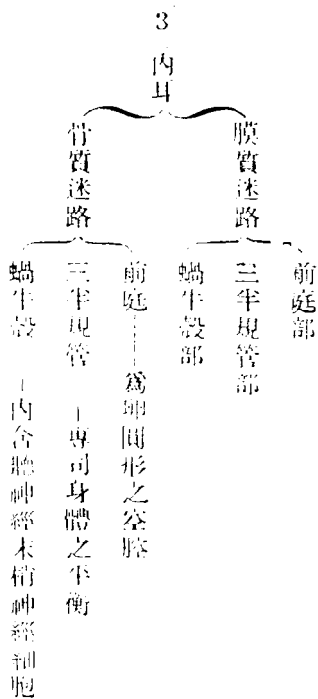 3 內耳
膜質迷路
前庭部
三半規管部
蝸牛殼部
骨質迷路
前庭……爲卵圓形之空腔
三半規管—專司身體之平衡
蝸牛殼—內含聽神經末梢神經細胞